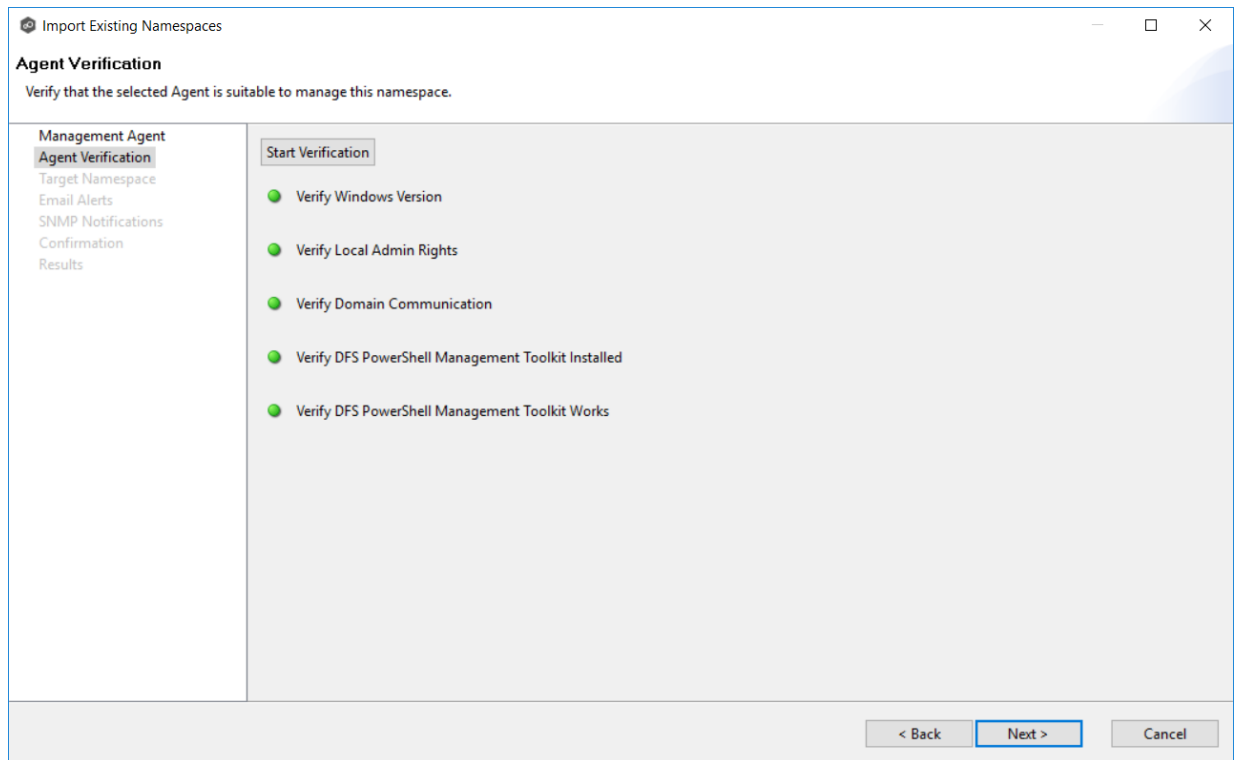 Import Existing Namespaces
Agent Verification
Verify that the selected Agent is suitable to manage this namespace.
Management Agent
Agent Verification
Target Namespace
Email Alerts
SNMP Notifications
Confirmation
Results
Start Verification
Verify Windows Version
Verify Local Admin Rights
Verify Domain Communication
Verify DFS PowerShell Management Toolkit Installed
Verify DFS PowerShell Management Toolkit Works
< Back
Next >
Cancel